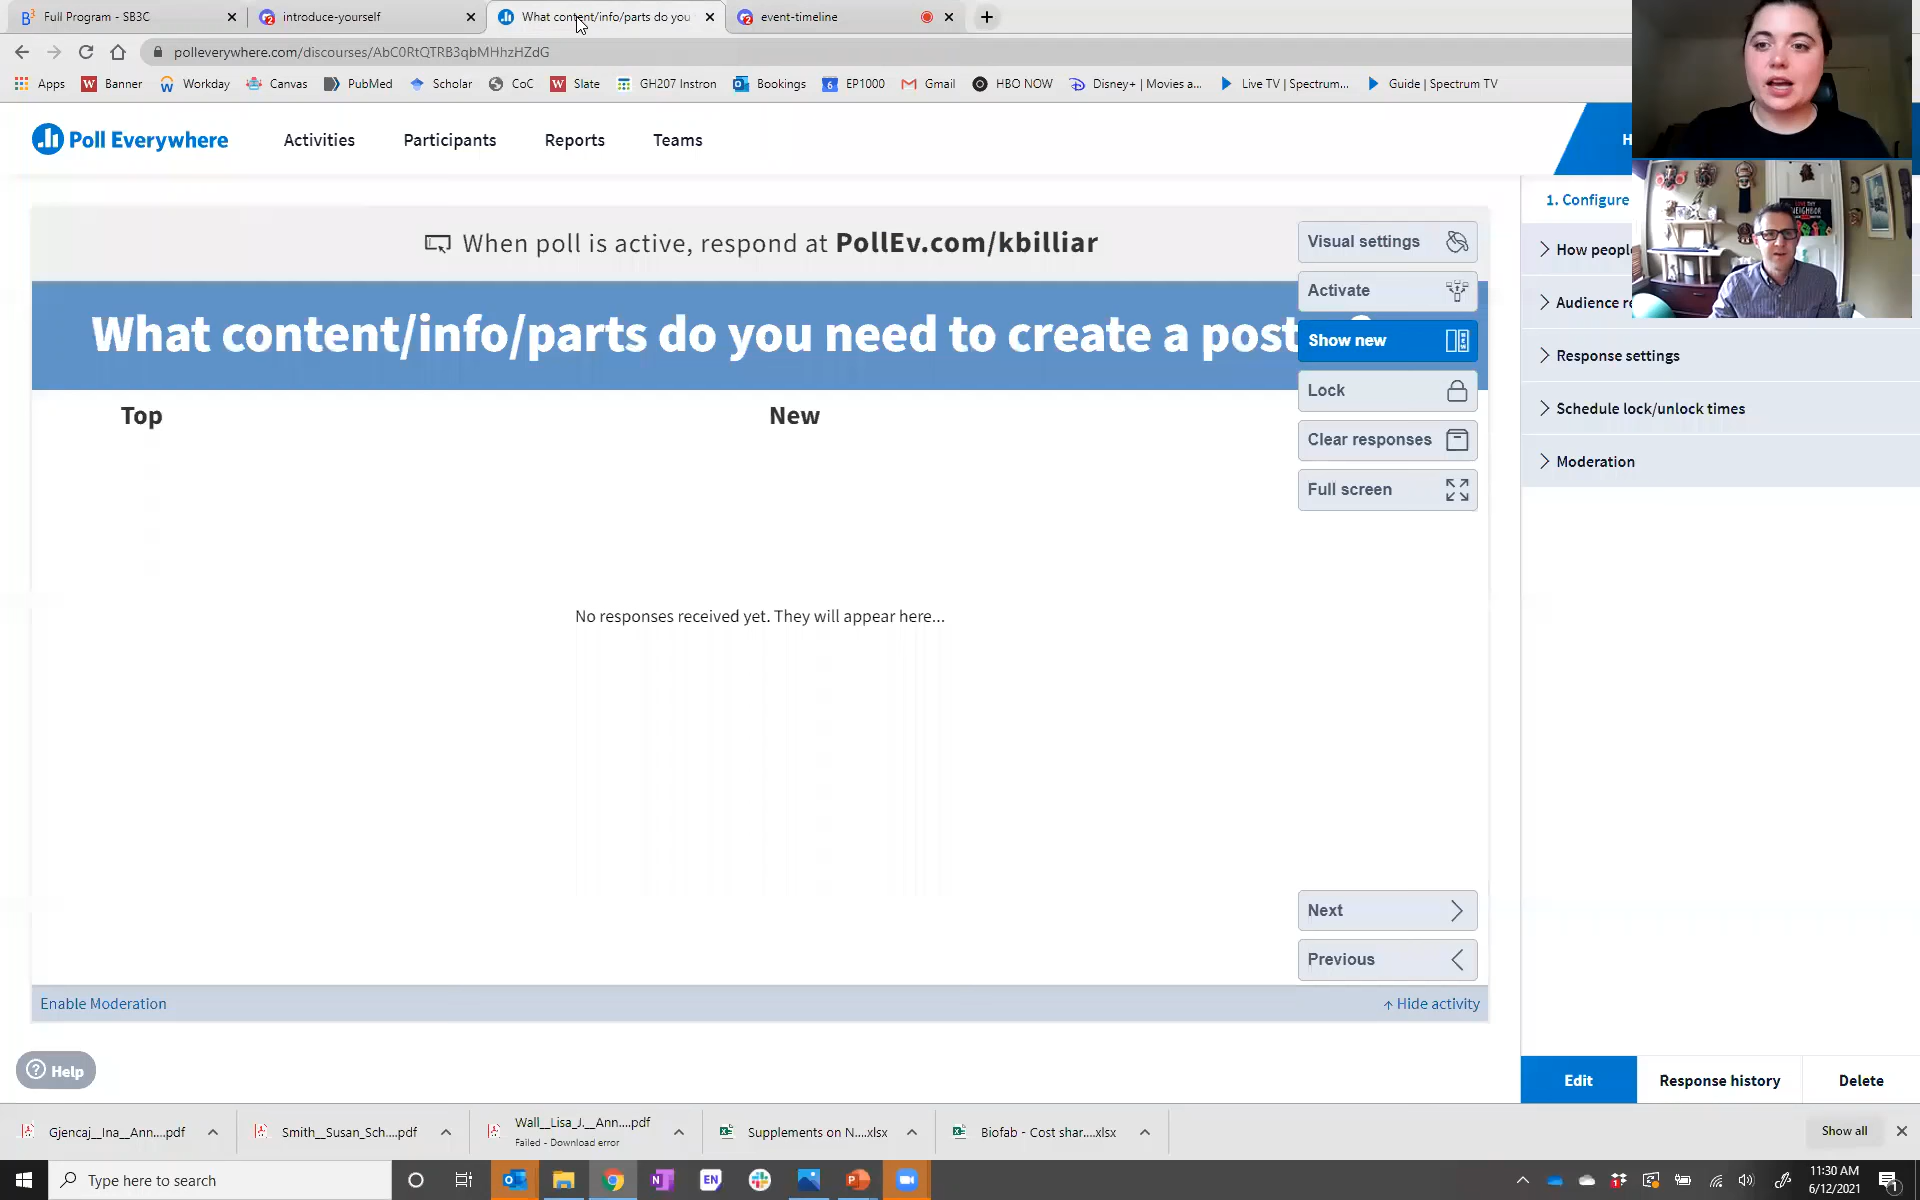 Full Program - SB3C
introduce-yourself
What content/info/parts do you
event-timeline
polleverywhere.com/discourses/AbC0RtQTRB3qbMHhzHZdG
Apps Banner Workday Canvas PubMed Scholar CoC Slate GH207 Instron Bookings EP1000 Gmail HBO NOW Disney+ | Movies a... Live TV | Spectrum... Guide | Spectrum TV
Poll Everywhere Activities Participants Reports Teams
When poll is active, respond at PollEv.com/kbilliar
What content/info/parts do you need to create a post
Top
New
No responses received yet. They will appear here...
Visual settings
Activate
Show new
Lock
Clear responses
Full screen
Next
Previous
Enable Moderation
↑ Hide activity
1. Configure
How people
Audience re
Response settings
Schedule lock/unlock times
Moderation
Help
Edit Response history Delete
Gjencaj__Ina__Ann....pdf
Smith__Susan_Sch....pdf
Wall__Lisa_J.__Ann....pdf
Failed - Download error
Supplements on N....xlsx
Biofab - Cost shar....xlsx
Show all
Type here to search
EN
11:30 AM
6/12/2021